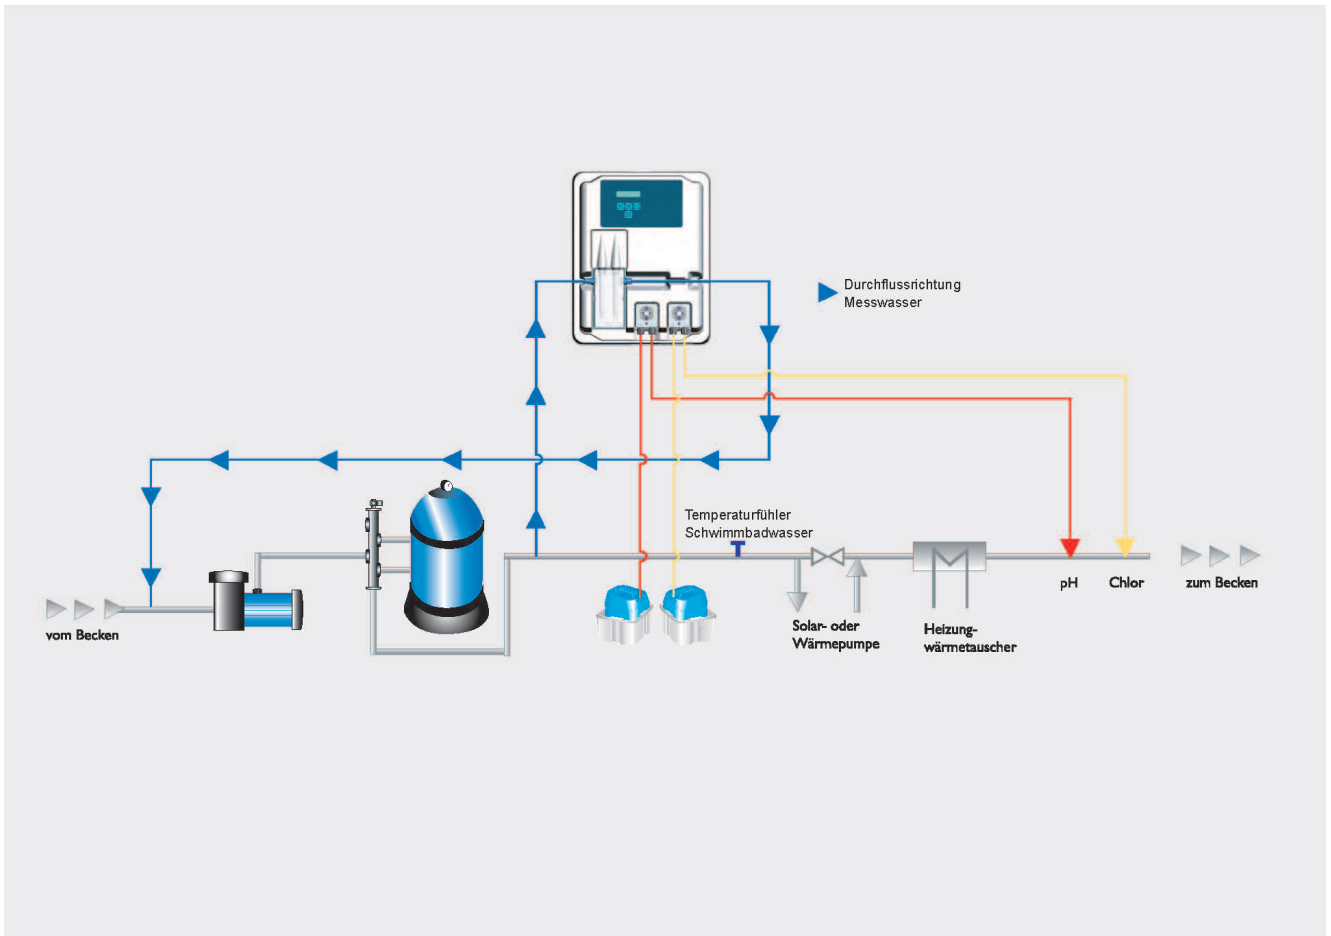 Durchflussrichtung
Messwasser
Temperaturfühler
Schwimmbadwasser
vom Becken
Solar- oder
Wärmepumpe
Heizung-
wärmetauscher
pH
Chlor
zum Becken